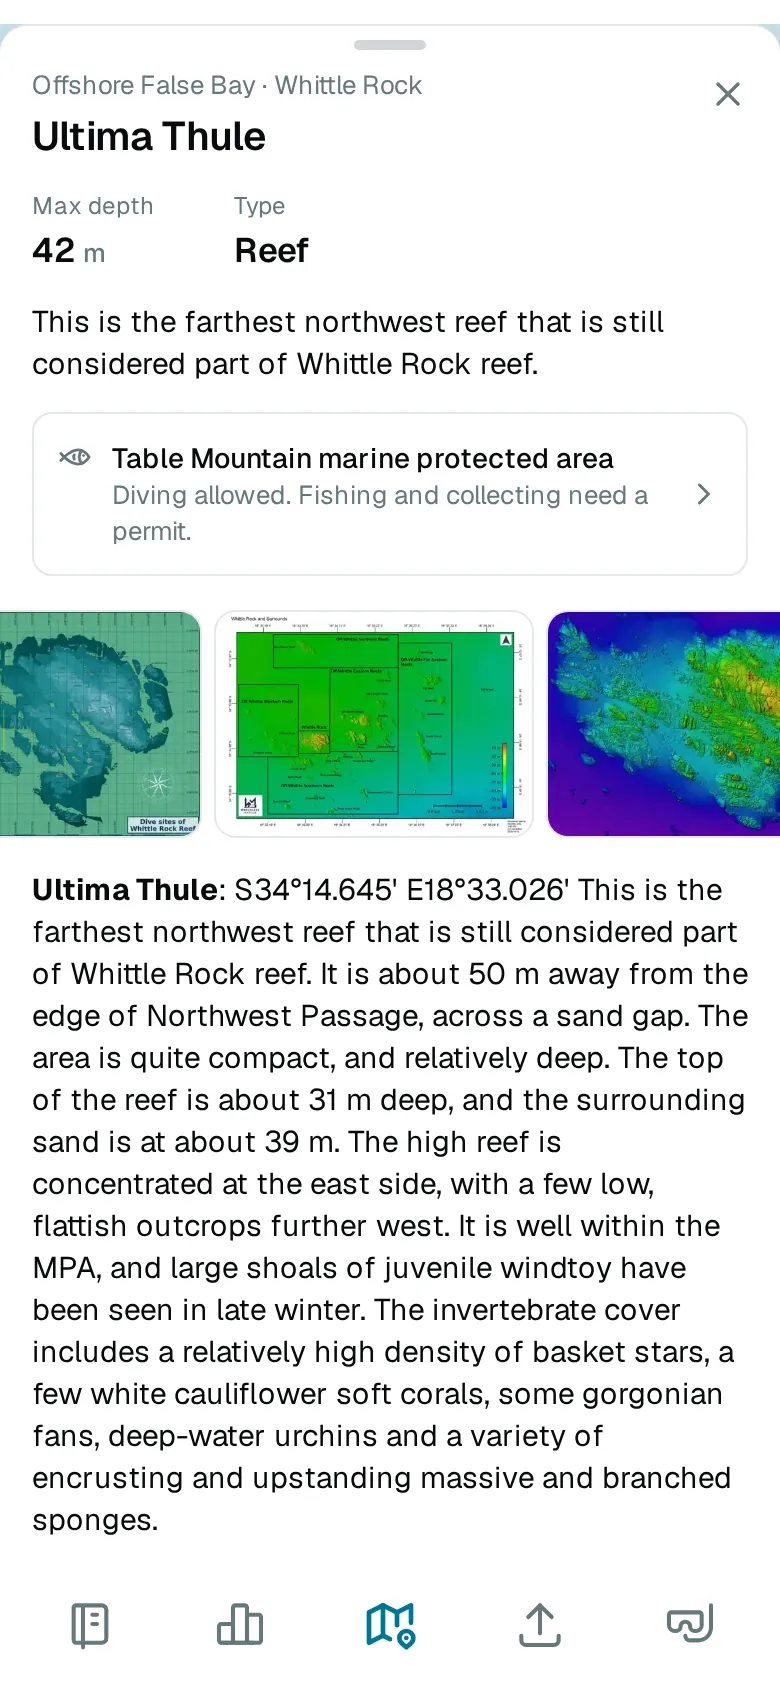 Offshore False Bay · Whittle Rock
Ultima Thule
Max depth
Type
42 m
Reef
This is the farthest northwest reef that is still
considered part of Whittle Rock reef.
Table Mountain marine protected area
Diving allowed. Fishing and collecting need a
permit.
Dive sites of
Whittle Rock Reef
Whittle Rock and Surrounds
Ultima Thule: S34°14.645' E18°33.026' This is the
farthest northwest reef that is still considered part
of Whittle Rock reef. It is about 50 m away from the
edge of Northwest Passage, across a sand gap. The
area is quite compact, and relatively deep. The top
of the reef is about 31 m deep, and the surrounding
sand is at about 39 m. The high reef is
concentrated at the east side, with a few low,
flattish outcrops further west. It is well within the
MPA, and large shoals of juvenile windtoy have
been seen in late winter. The invertebrate cover
includes a relatively high density of basket stars, a
few white cauliflower soft corals, some gorgonian
fans, deep-water urchins and a variety of
encrusting and upstanding massive and branched
sponges.